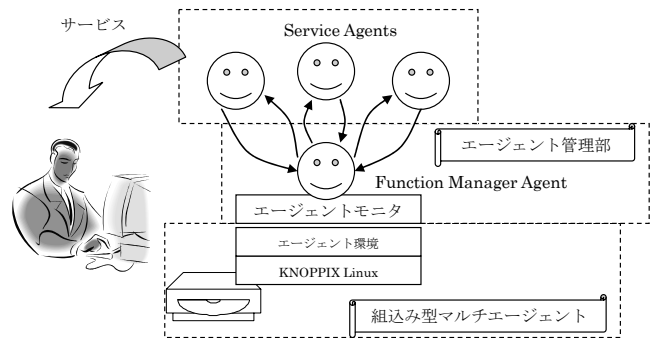 サービス
Service Agents
エージェント管理部
Function Manager Agent
エージェントモニタ
エージェント環境
KNOPPIX Linux
組込み型マルチエージェント